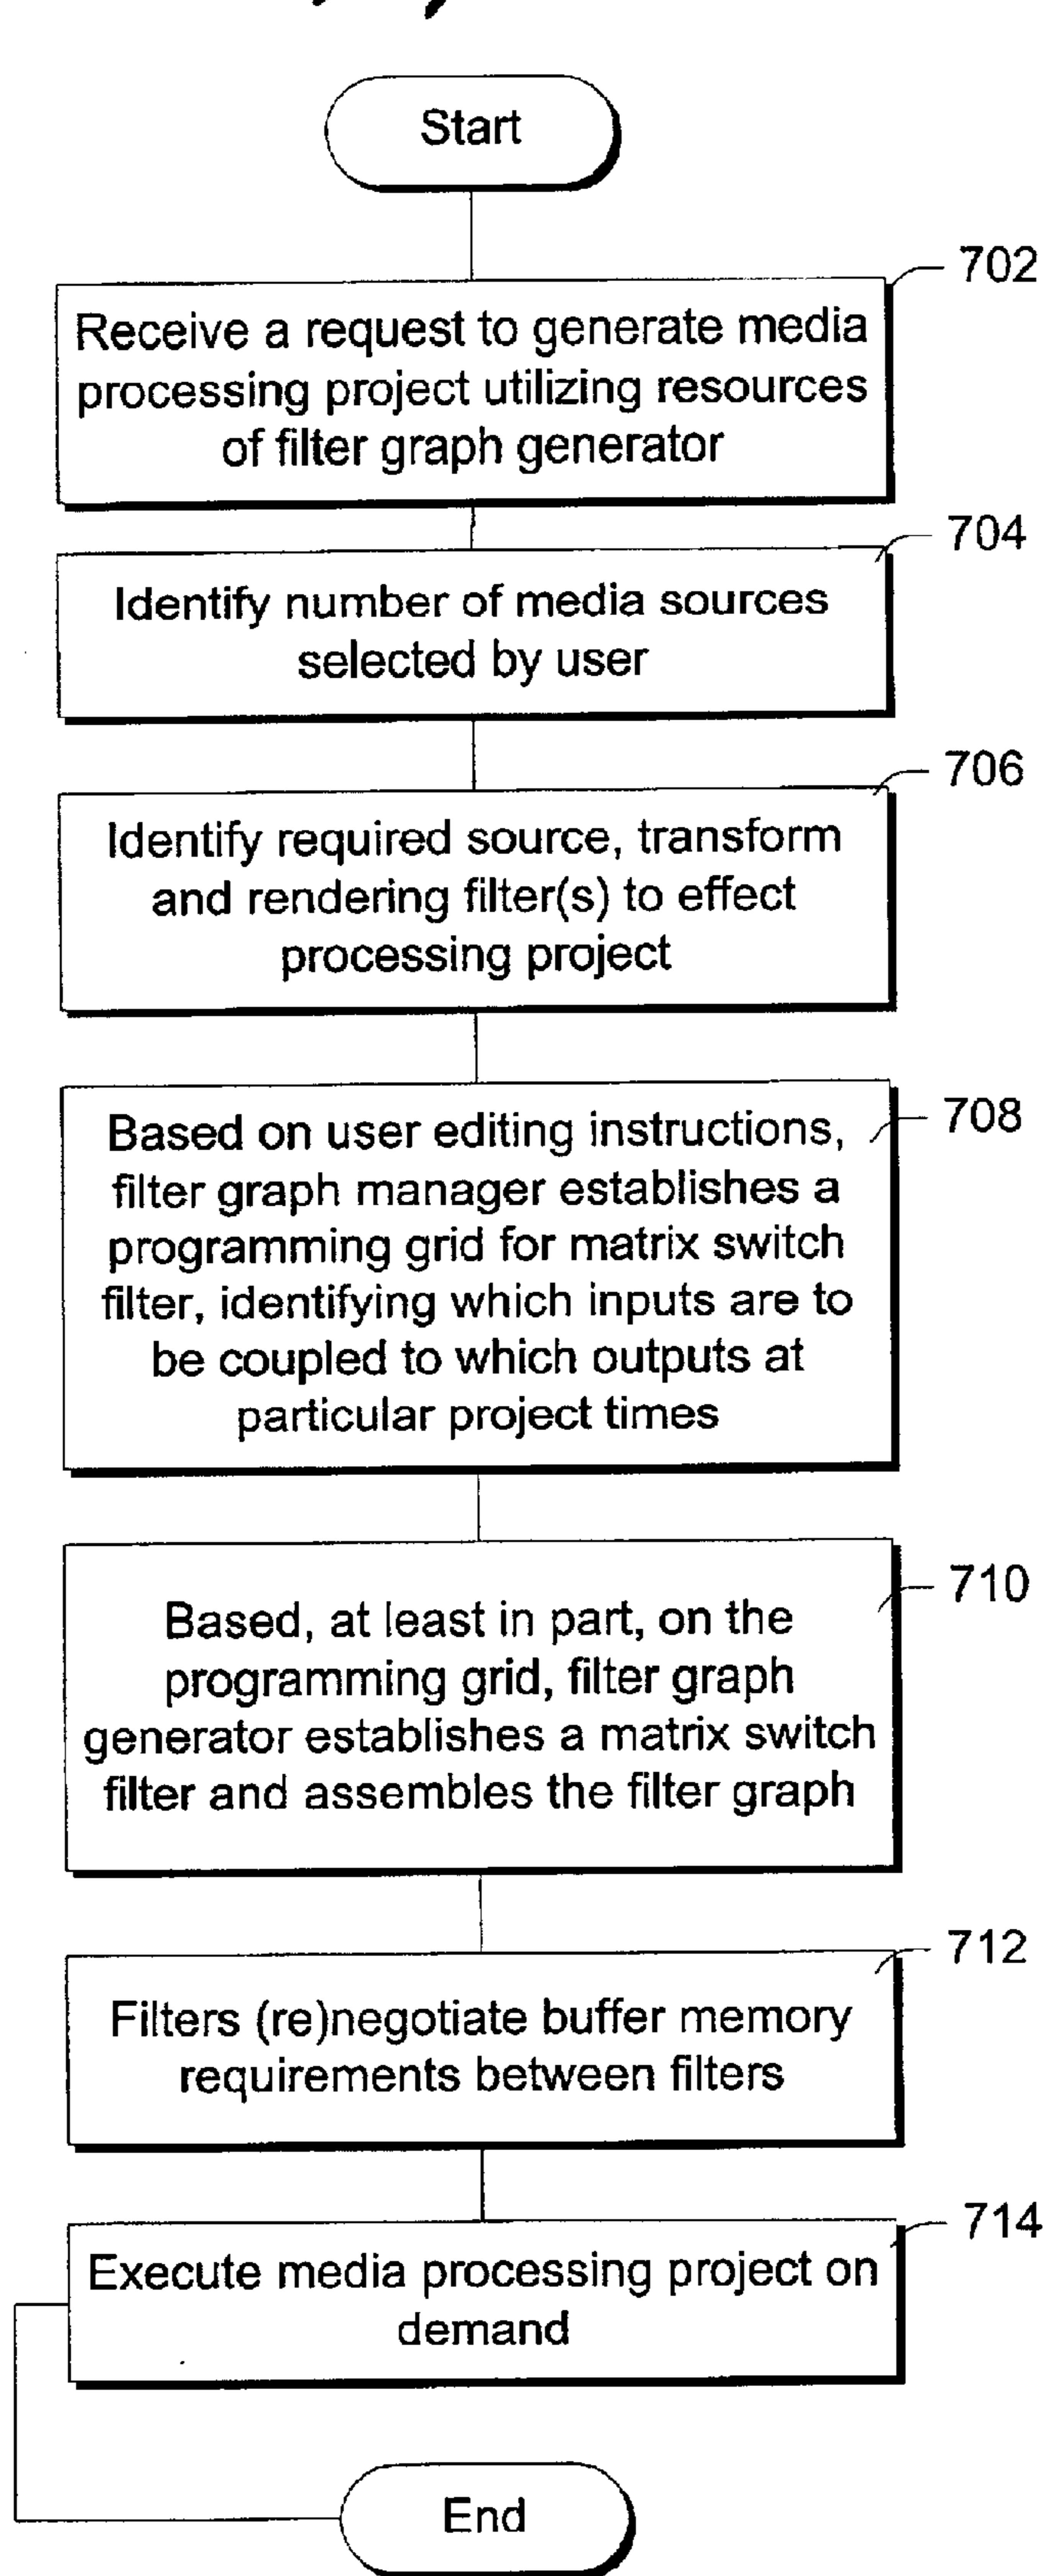 Start
702
Receive a request to generate media
processing project utilizing resources
of filter graph generator
704
Identify number of media sources
selected by user
706
Identify required source, transform
and rendering filter(s) to effect
processing project
708
Based on user editing instructions,
filter graph manager establishes a
programming grid for matrix switch
filter, identifying which inputs are to
be coupled to which outputs at
particular project times
710
Based, at least in part, on the
programming grid, filter graph
generator establishes a matrix switch
filter and assembles the filter graph
712
Filters (re)negotiate buffer memory
requirements between filters
714
Execute media processing project on
demand
End